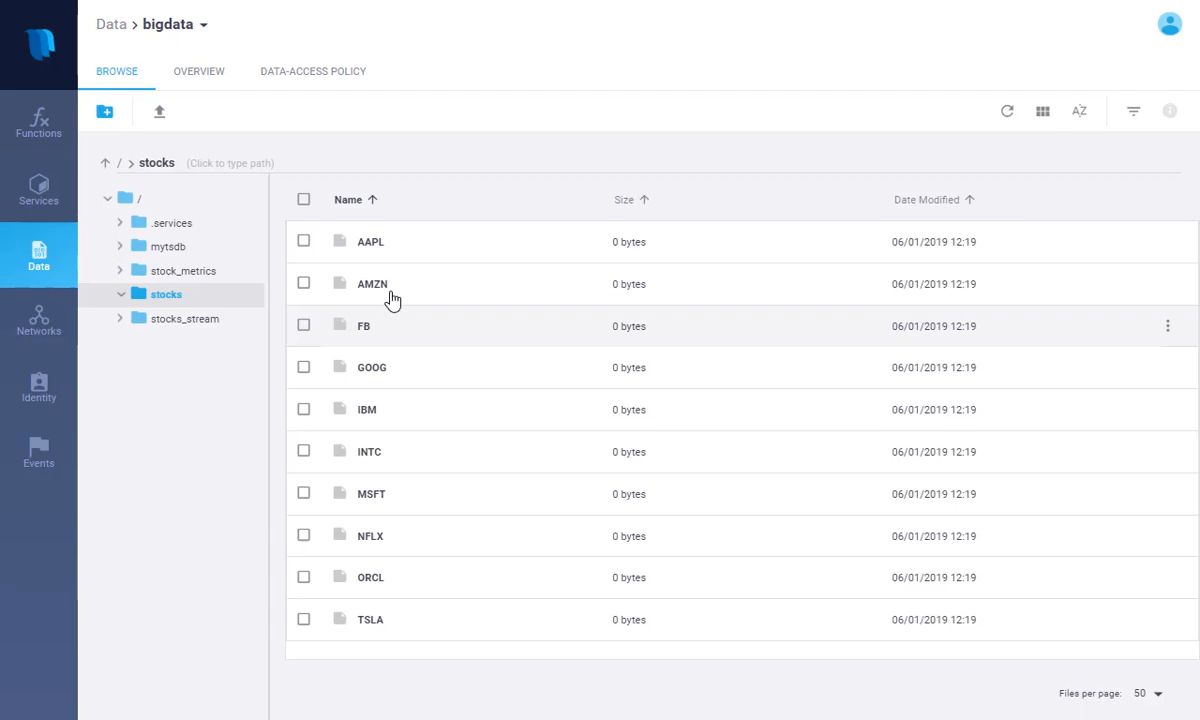 Data > bigdata
BROWSE OVERVIEW DATA-ACCESS POLICY
Functions
Services
Data
Networks
Identity
Events
/ > stocks (Click to type path)
/
.services
mytsdb
stock_metrics
stocks
stocks_stream
Name Size Date Modified
AAPL 0 bytes 06/01/2019 12:19
AMZN 0 bytes 06/01/2019 12:19
FB 0 bytes 06/01/2019 12:19
GOOG 0 bytes 06/01/2019 12:19
IBM 0 bytes 06/01/2019 12:19
INTC 0 bytes 06/01/2019 12:19
MSFT 0 bytes 06/01/2019 12:19
NFLX 0 bytes 06/01/2019 12:19
ORCL 0 bytes 06/01/2019 12:19
TSLA 0 bytes 06/01/2019 12:19
Files per page: 50